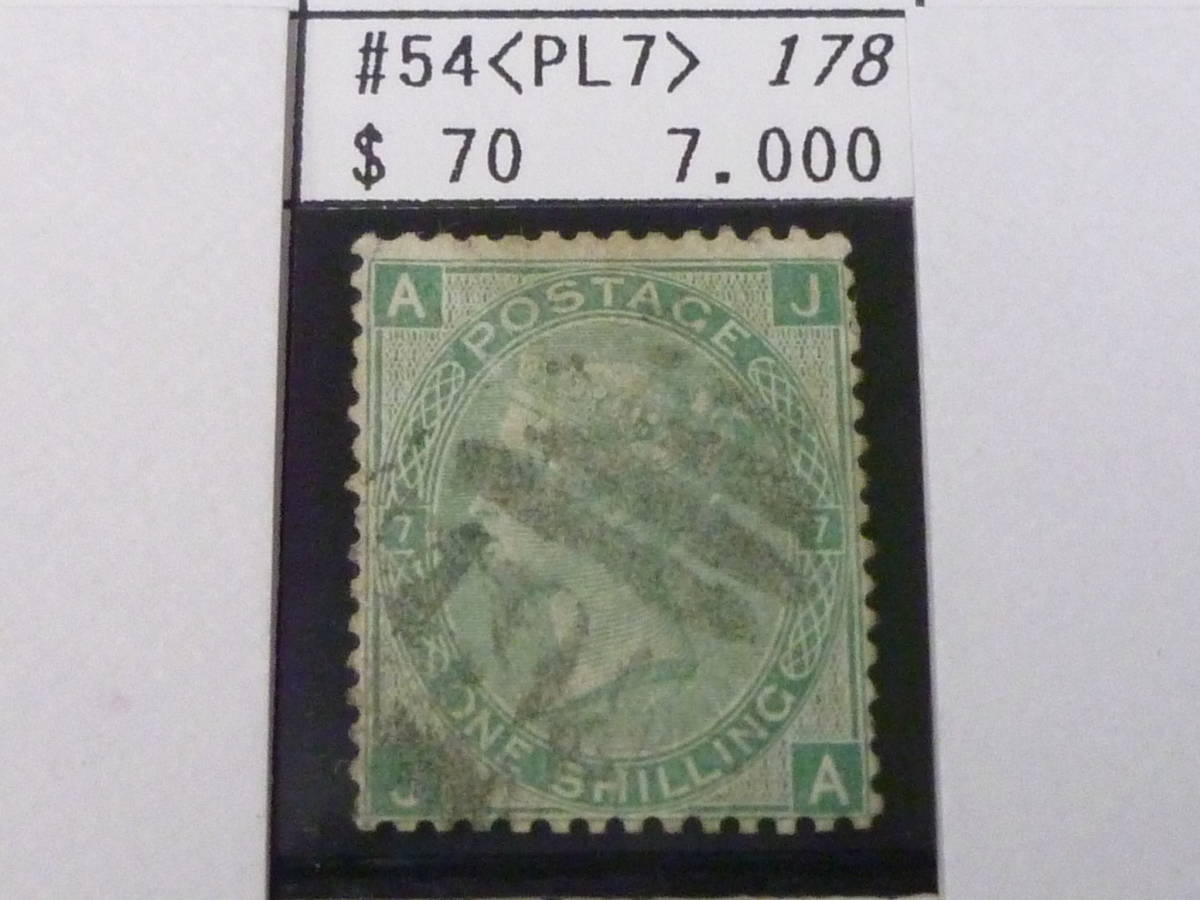 #54<PL7> 178
$ 70 7.000
A J
POSTAGE
7 7
ONE SHILLING
J A